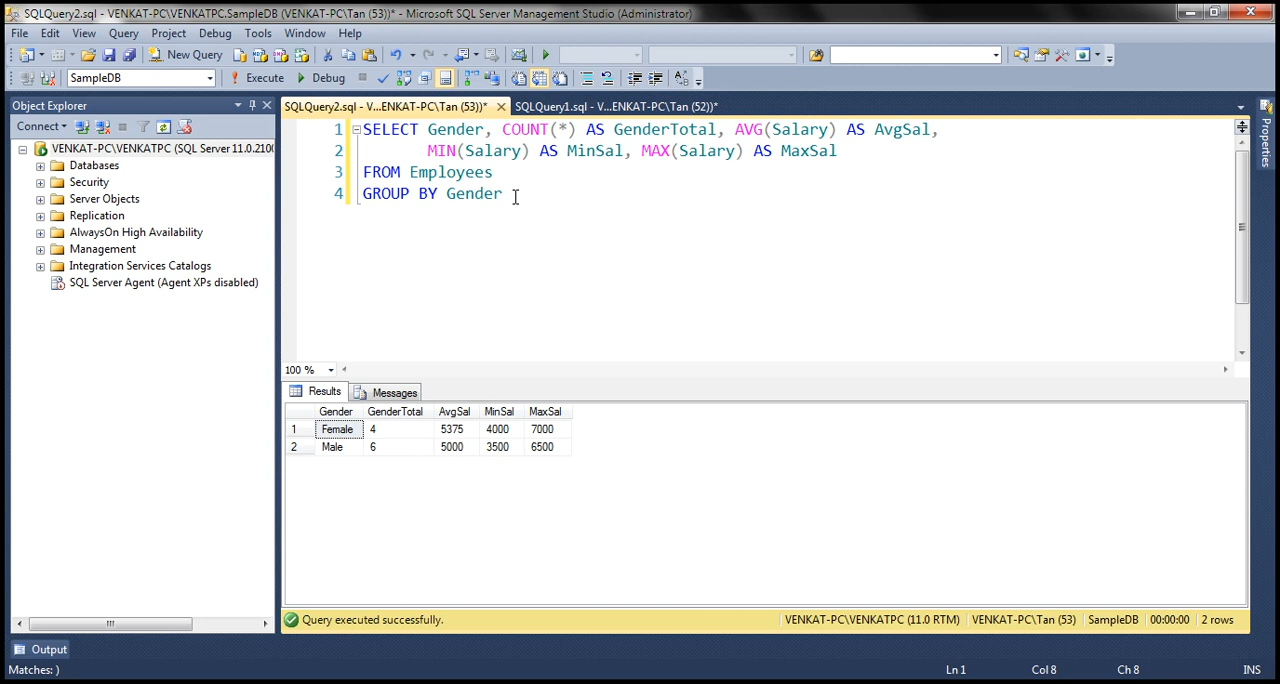 SQLQuery2.sql - VENKAT-PC\VENKATPC.SampleDB (VENKAT-PC\Tan (53))* - Microsoft SQL Server Management Studio (Administrator)
File Edit View Query Project Debug Tools Window Help
New Query
SampleDB Execute Debug
Object Explorer
SQLQuery2.sql - V...ENKAT-PC\Tan (53))* SQLQuery1.sql - V...ENKAT-PC\Tan (52))*
Connect
VENKAT-PC\VENKATPC (SQL Server 11.0.2100
Databases
Security
Server Objects
Replication
AlwaysOn High Availability
Management
Integration Services Catalogs
SQL Server Agent (Agent XPs disabled)
1 SELECT Gender, COUNT(*) AS GenderTotal, AVG(Salary) AS AvgSal,
2 MIN(Salary) AS MinSal, MAX(Salary) AS MaxSal
3 FROM Employees
4 GROUP BY Gender
Properties
100 %
Results Messages
Gender GenderTotal AvgSal MinSal MaxSal
1 Female 4 5375 4000 7000
2 Male 6 5000 3500 6500
Query executed successfully. VENKAT-PC\VENKATPC (11.0 RTM) VENKAT-PC\Tan (53) SampleDB 00:00:00 2 rows
Output
Matches: ) Ln 1 Col 8 Ch 8 INS